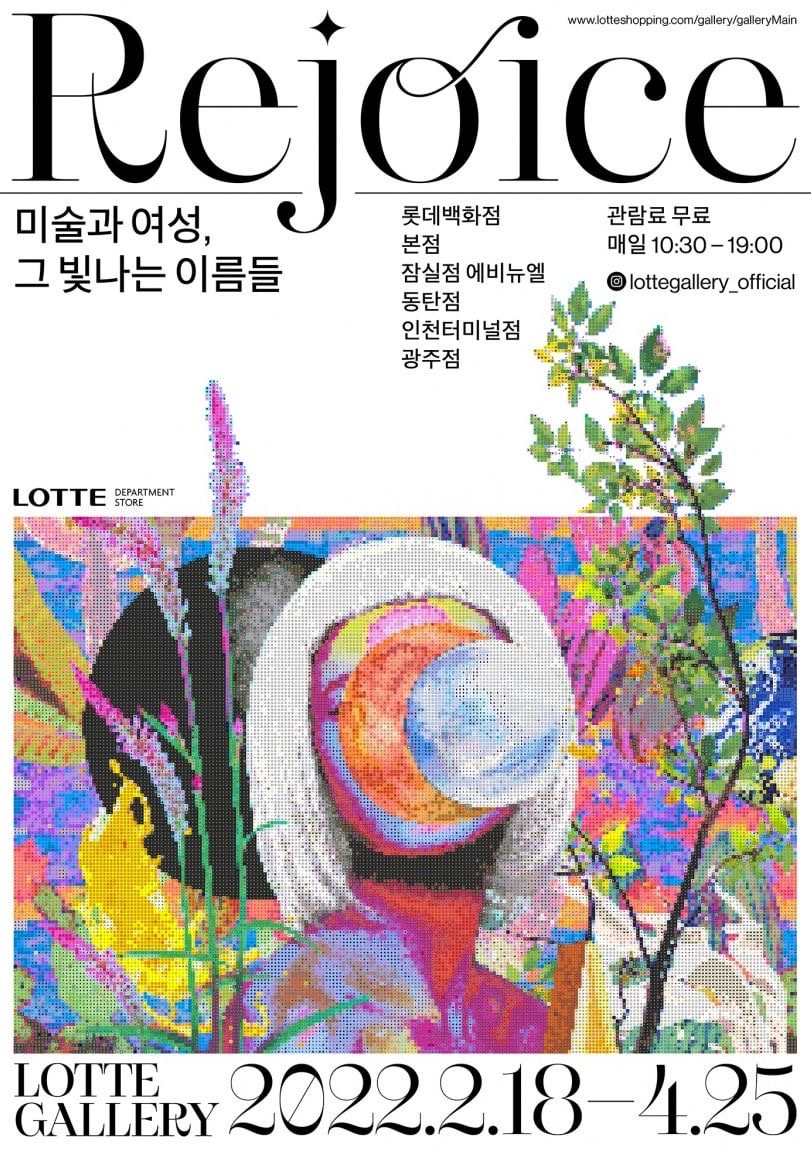 www.lotteshopping.com/gallery/galleryMain
Rejoice
미술과 여성,
그 빛나는 이름들
롯데백화점
본점
잠실점 에비뉴엘
동탄점
인천터미널점
광주점
관람료 무료
매일 10:30 – 19:00
lottegallery_official
LOTTE DEPARTMENT
STORE
LOTTE
GALLERY
2022.2.18–4.25